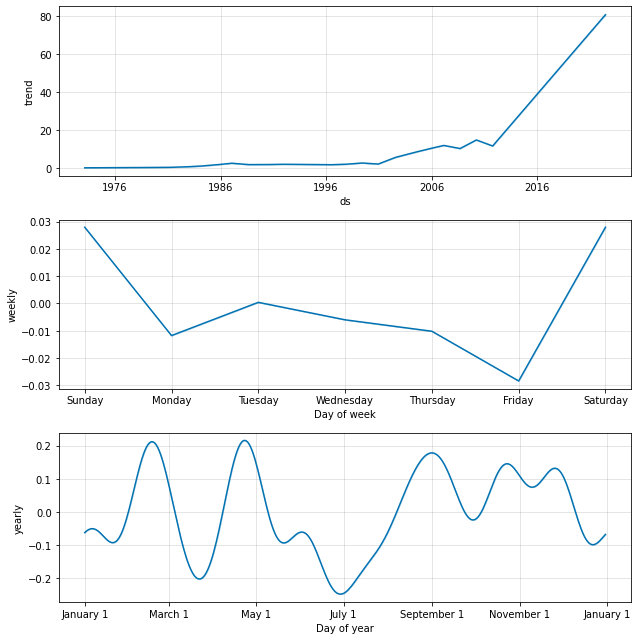 80
60
40
20
0
trend
1976 1986 1996 2006 2016
ds
0.03
0.02
0.01
0.00
−0.01
−0.02
−0.03
weekly
Sunday Monday Tuesday Wednesday Thursday Friday Saturday
Day of week
0.2
0.1
0.0
−0.1
−0.2
yearly
January 1 March 1 May 1 July 1 September 1 November 1 January 1
Day of year